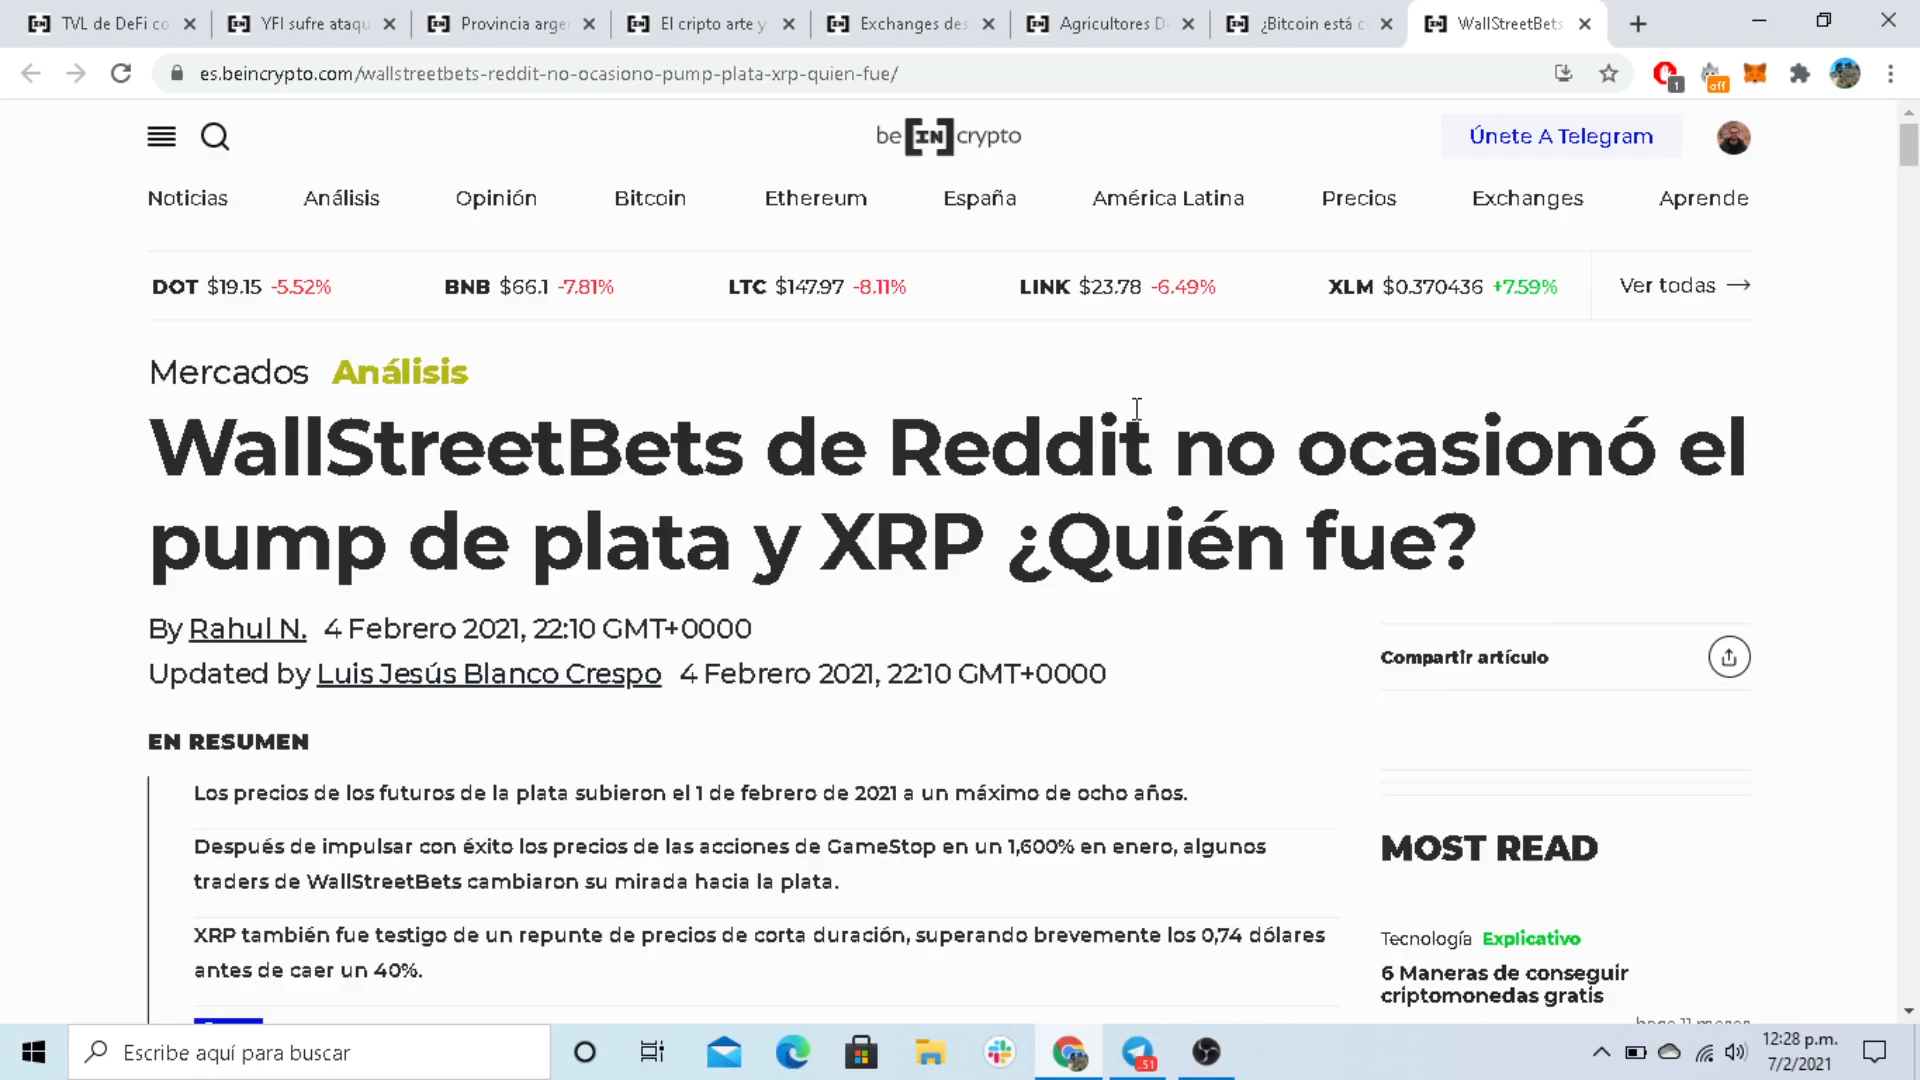 TVL de DeFi co
YFI sufre ataqu
Provincia arge
El cripto arte y
Exchanges des
Agricultores D
¿Bitcoin está c
WallStreetBets
es.beincrypto.com/wallstreetbets-reddit-no-ocasiono-pump-plata-xrp-quien-fue/
1
off
be[IN]crypto
Únete A Telegram
Noticias
Análisis
Opinión
Bitcoin
Ethereum
España
América Latina
Precios
Exchanges
Aprende
DOT $19.15 -5.52%
BNB $66.1 -7.81%
LTC $147.97 -8.11%
LINK $23.78 -6.49%
XLM $0.370436 +7.59%
Ver todas →
Mercados Análisis
WallStreetBets de Reddit no ocasionó el
pump de plata y XRP ¿Quién fue?
By Rahul N. 4 Febrero 2021, 22:10 GMT+0000
Updated by Luis Jesús Blanco Crespo 4 Febrero 2021, 22:10 GMT+0000
Compartir artículo
EN RESUMEN
Los precios de los futuros de la plata subieron el 1 de febrero de 2021 a un máximo de ocho años.
Después de impulsar con éxito los precios de las acciones de GameStop en un 1,600% en enero, algunos
traders de WallStreetBets cambiaron su mirada hacia la plata.
XRP también fue testigo de un repunte de precios de corta duración, superando brevemente los 0,74 dólares
antes de caer un 40%.
MOST READ
Tecnología Explicativo
6 Maneras de conseguir
criptomonedas gratis
Escribe aquí para buscar
51
12:28 p.m.
7/2/2021